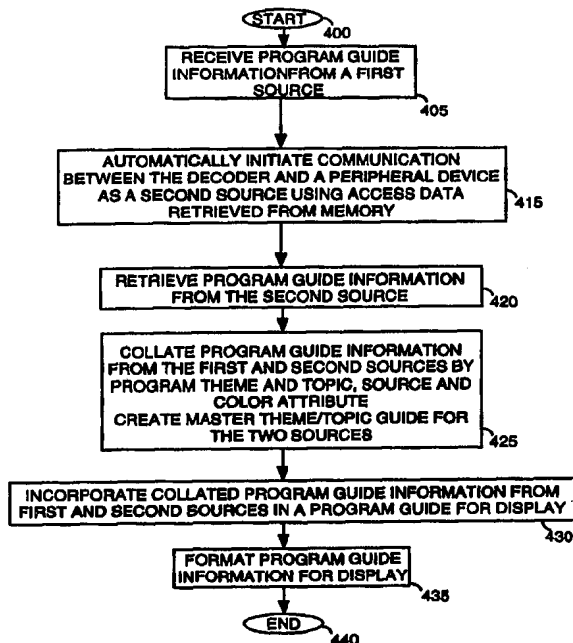 START
400
RECEIVE PROGRAM GUIDE
INFORMATIONFROM A FIRST
SOURCE
405
AUTOMATICALLY INITIATE COMMUNICATION
BETWEEN THE DECODER AND A PERIPHERAL DEVICE
AS A SECOND SOURCE USING ACCESS DATA
RETRIEVED FROM MEMORY
415
RETRIEVE PROGRAM GUIDE INFORMATION
FROM THE SECOND SOURCE
420
COLLATE PROGRAM GUIDE INFORMATION
FROM THE FIRST AND SECOND SOURCES BY
PROGRAM THEME AND TOPIC, SOURCE AND
COLOR ATTRIBUTE
CREATE MASTER THEME/TOPIC GUIDE FOR
THE TWO SOURCES
425
INCORPORATE COLLATED PROGRAM GUIDE INFORMATION FROM
FIRST AND SECOND SOURCES IN A PROGRAM GUIDE FOR DISPLAY
430
FORMAT PROGRAM GUIDE
INFORMATION FOR DISPLAY
435
END
440